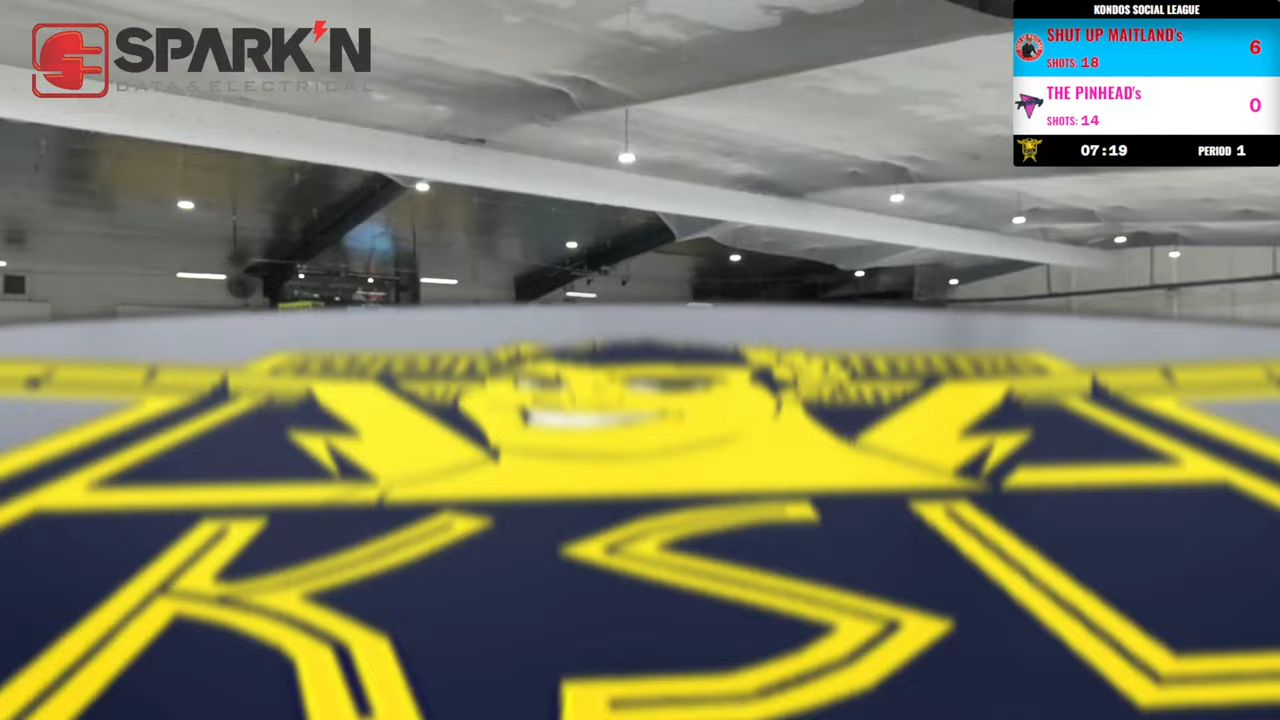 SPARK'N
DATA & ELECTRICAL
KONDOS SOCIAL LEAGUE
SHUT UP MAITLAND's 6
SHOTS: 18
THE PINHEAD's 0
SHOTS: 14
07:19 PERIOD 1
KSL